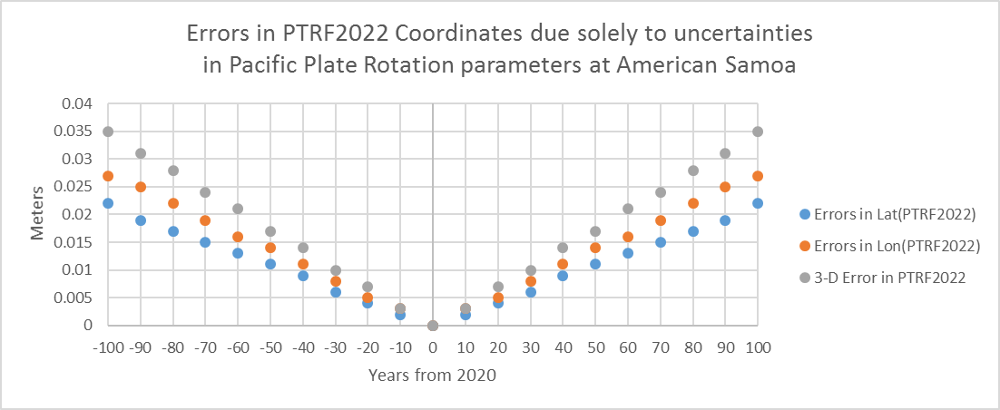 Errors in PTRF2022 Coordinates due solely to uncertainties
in Pacific Plate Rotation parameters at American Samoa
0.04
0.035
0.03
0.025
0.02
0.015
0.01
0.005
0
Meters
-100 -90 -80 -70 -60 -50 -40 -30 -20 -10 0 10 20 30 40 50 60 70 80 90 100
Years from 2020
Errors in Lat(PTRF2022)
Errors in Lon(PTRF2022)
3-D Error in PTRF2022